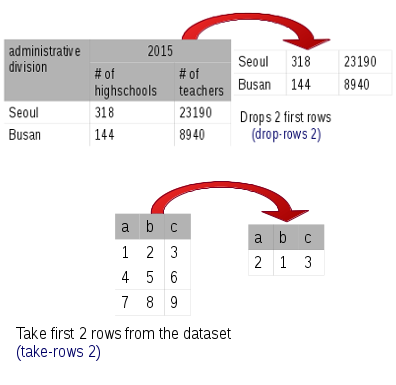 administrative division 2015
# of highschools # of teachers
Seoul 318 23190
Busan 144 8940
Seoul 318 23190
Busan 144 8940
Drops 2 first rows
(drop-rows 2)
a b c
1 2 3
4 5 6
7 8 9
a b c
2 1 3
Take first 2 rows from the dataset
(take-rows 2)